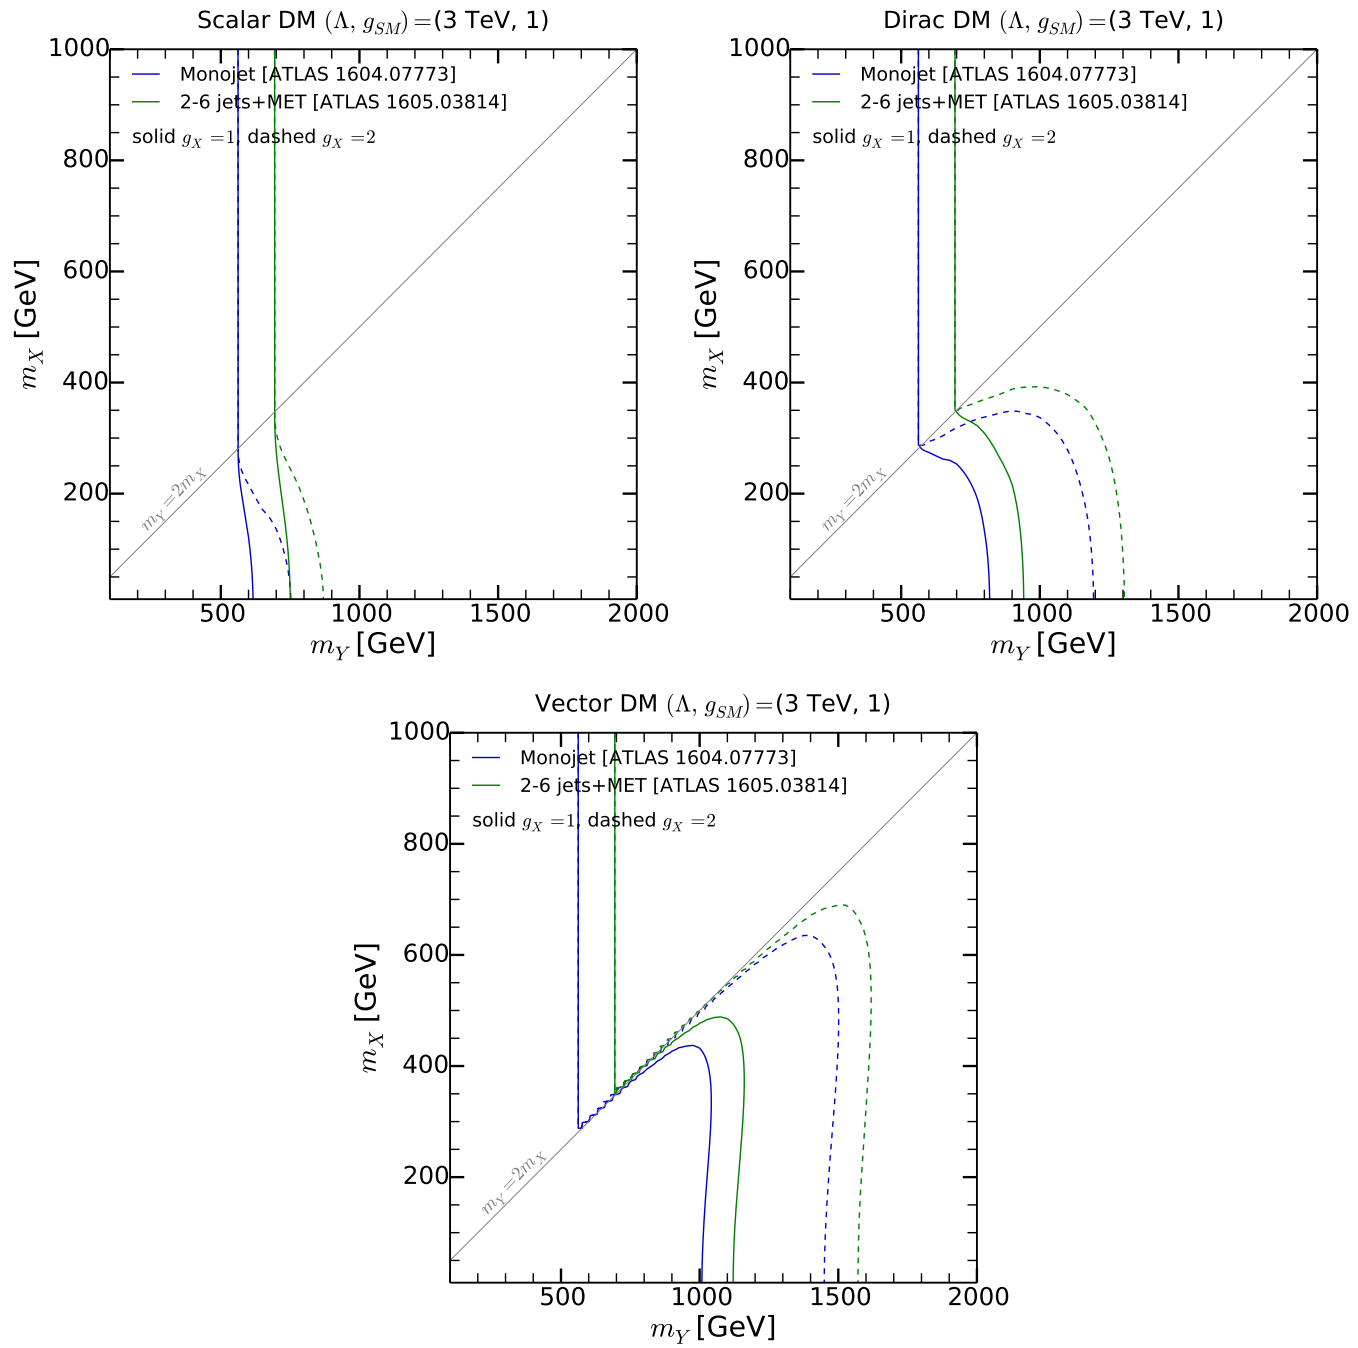 Scalar DM (Λ, g_SM)=(3 TeV, 1)
1000
800
600
400
200
m_X [GeV]
Monojet [ATLAS 1604.07773]
2-6 jets+MET [ATLAS 1605.03814]
solid g_X =1, dashed g_X =2
m_Y=2m_X
500 1000 1500 2000
m_Y [GeV]
Dirac DM (Λ, g_SM)=(3 TeV, 1)
1000
800
600
400
200
m_X [GeV]
Monojet [ATLAS 1604.07773]
2-6 jets+MET [ATLAS 1605.03814]
solid g_X =1, dashed g_X =2
m_Y=2m_X
500 1000 1500 2000
m_Y [GeV]
Vector DM (Λ, g_SM)=(3 TeV, 1)
1000
800
600
400
200
m_X [GeV]
Monojet [ATLAS 1604.07773]
2-6 jets+MET [ATLAS 1605.03814]
solid g_X =1, dashed g_X =2
m_Y=2m_X
500 1000 1500 2000
m_Y [GeV]